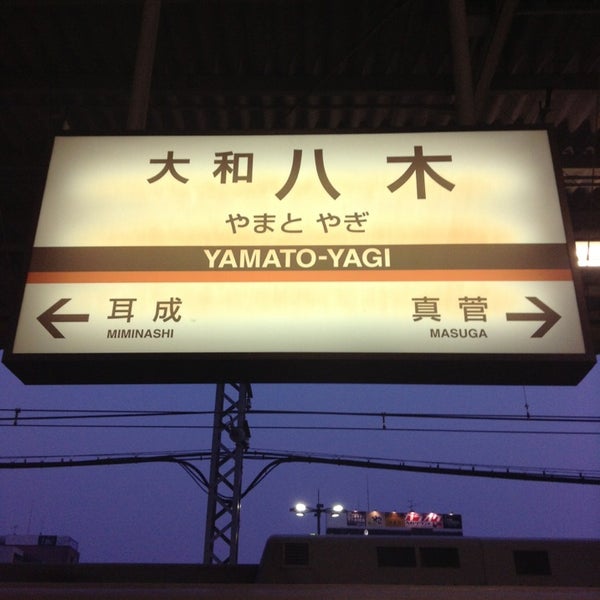 大和八木
やまと やぎ
YAMATO-YAGI
← 耳成 真菅 →
MIMINASHI MASUGA